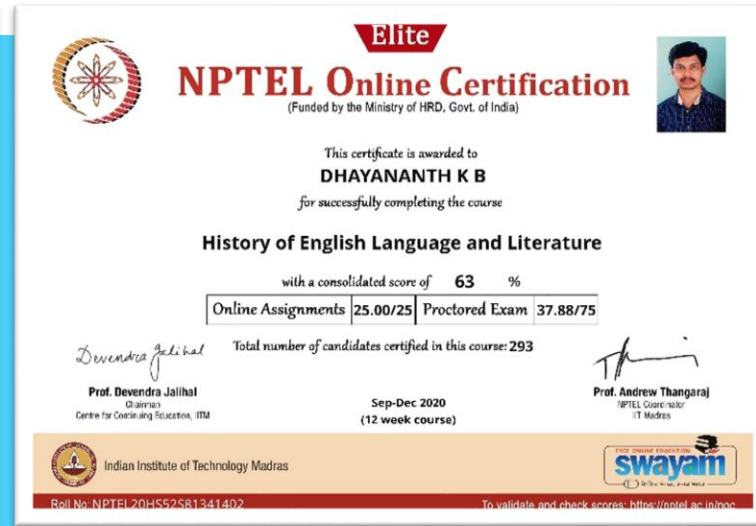 Elite
NPTEL Online Certification
(Funded by the Ministry of HRD, Govt. of India)
This certificate is awarded to
DHAYANANTH K B
for successfully completing the course
History of English Language and Literature
with a consolidated score of 63 %
Online Assignments 25.00/25 Proctored Exam 37.88/75
Total number of candidates certified in this course: 293
Devendra Jalihal
Prof. Devendra Jalihal
Chairman
Centre for Continuing Education, IITM
Sep-Dec 2020
(12 week course)
Prof. Andrew Thangaraj
NPTEL Coordinator
IIT Madras
Indian Institute of Technology Madras
FREE ONLINE EDUCATION
swayam
Roll No: NPTEL20HS52S81341402
To validate and check scores: https://nptel.ac.in/noc